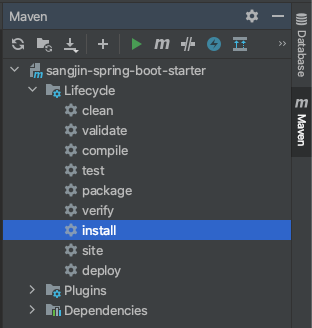 Maven
sangjin-spring-boot-starter
Lifecycle
clean
validate
compile
test
package
verify
install
site
deploy
Plugins
Dependencies
Database
m Maven